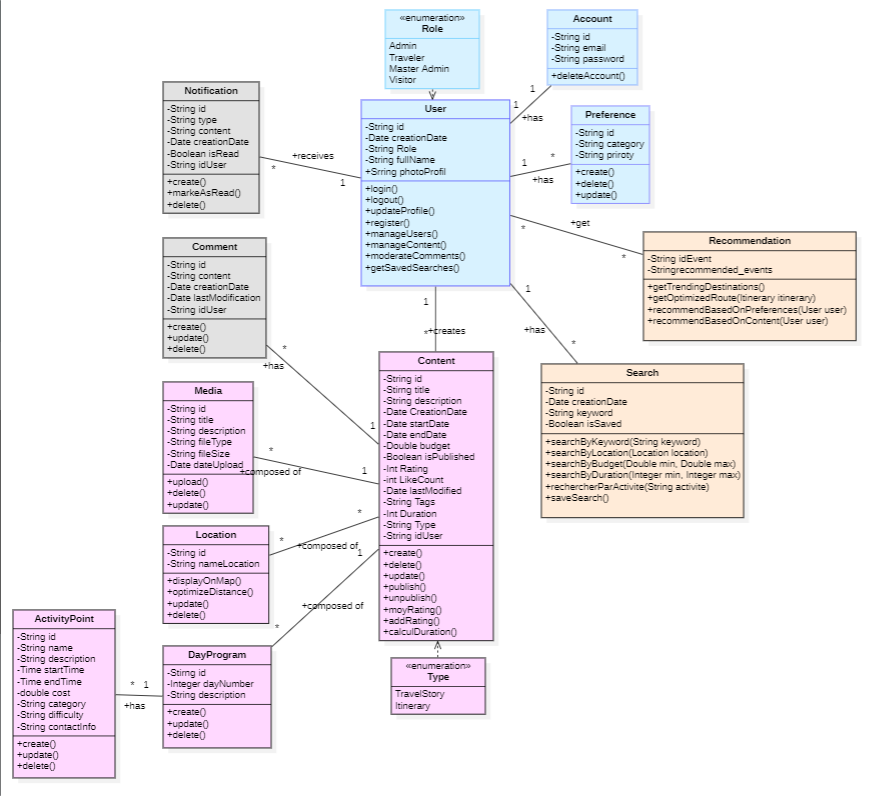 «enumeration»
Role
Admin
Traveler
Master Admin
Visitor
Account
-String id
-String email
-String password
+deleteAccount()
1
1
+has
Notification
-String id
-String type
-String content
-Date creationDate
-Boolean isRead
-String idUser
+create()
+markeAsRead()
+delete()
+receives
*
1
User
-String id
-Date creationDate
-String Role
-String fullName
+Srring photoProfil
+login()
+logout()
+updateProfile()
+register()
+manageUsers()
+manageContent()
+moderateComments()
+getSavedSearches()
Preference
-String id
-String category
-String priroty
+create()
+delete()
+update()
1
*
+has
+get
*
*
Recommendation
-String idEvent
-Stringrecommended_events
+getTrendingDestinations()
+getOptimizedRoute(Itinerary itinerary)
+recommendBasedOnPreferences(User user)
+recommendBasedOnContent(User user)
Comment
-String id
-String content
-Date creationDate
-Date lastModification
-String idUser
+create()
+update()
+delete()
*
+has
1
1
*+creates
1
+has
*
Search
-String id
-Date creationDate
-String keyword
-Boolean isSaved
+searchByKeyword(String keyword)
+searchByLocation(Location location)
+searchByBudget(Double min, Double max)
+searchByDuration(Integer min, Integer max)
+rechercherParActivite(String activite)
+saveSearch()
Content
-String id
-Stirng title
-String description
-Date CreationDate
-Date startDate
-Date endDate
-Double budget
-Boolean isPublished
-Int Rating
-int LikeCount
-Date lastModified
-String Tags
-Int Duration
-String Type
-String idUser
+create()
+delete()
+update()
+publish()
+unpublish()
+moyRating()
+addRating()
+calculDuration()
Media
-String id
-String title
-String description
-String fileType
-String fileSize
-Date dateUpload
+upload()
+delete()
+update()
*
+composed of
1
Location
-String id
-String nameLocation
+displayOnMap()
+optimizeDistance()
+update()
+delete()
*
+composed of
*
1
+composed of
*
ActivityPoint
-String id
-String name
-String description
-Time startTime
-Time endTime
-double cost
-String category
-String difficulty
-String contactInfo
+create()
+update()
+delete()
* 1
+has
DayProgram
-Stirng id
-Integer dayNumber
-String description
+create()
+update()
+delete()
«enumeration»
Type
TravelStory
Itinerary